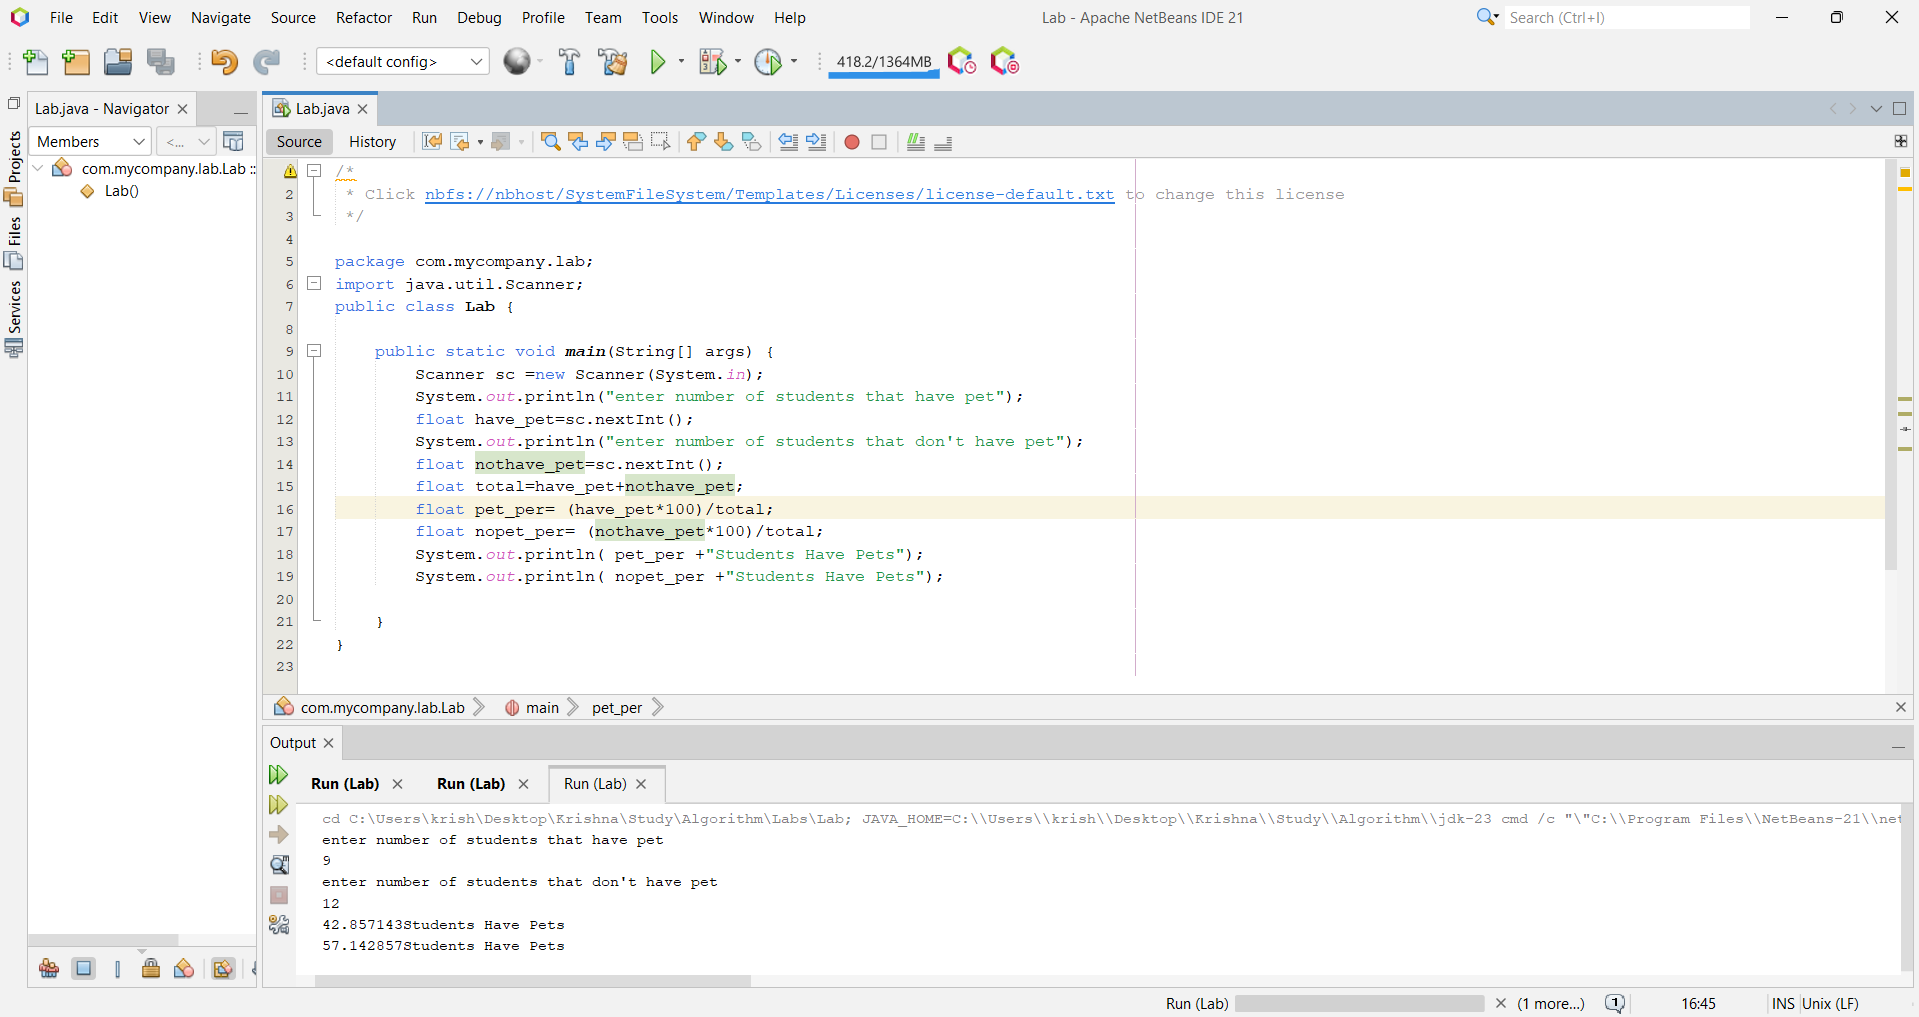 File Edit View Navigate Source Refactor Run Debug Profile Team Tools Window Help Lab - Apache NetBeans IDE 21 Search (Ctrl+I)
<default config> 418.2/1364MB
Lab.java - Navigator Lab.java
Members <... Source History
Projects
Files
Services
com.mycompany.lab.Lab ::
Lab()
/*
2 * Click nbfs://nbhost/SystemFileSystem/Templates/Licenses/license-default.txt to change this license
3 */
4
5 package com.mycompany.lab;
6 import java.util.Scanner;
7 public class Lab {
8
9 public static void main(String[] args) {
10 Scanner sc =new Scanner(System.in);
11 System.out.println("enter number of students that have pet");
12 float have_pet=sc.nextInt();
13 System.out.println("enter number of students that don't have pet");
14 float nothave_pet=sc.nextInt();
15 float total=have_pet+nothave_pet;
16 float pet_per= (have_pet*100)/total;
17 float nopet_per= (nothave_pet*100)/total;
18 System.out.println( pet_per +"Students Have Pets");
19 System.out.println( nopet_per +"Students Have Pets");
20
21 }
22 }
23
com.mycompany.lab.Lab main pet_per
Output
Run (Lab) Run (Lab) Run (Lab)
cd C:\Users\krish\Desktop\Krishna\Study\Algorithm\Labs\Lab; JAVA_HOME=C:\\Users\\krish\\Desktop\\Krishna\\Study\\Algorithm\\jdk-23 cmd /c "\"C:\\Program Files\\NetBeans-21\\net
enter number of students that have pet
9
enter number of students that don't have pet
12
42.857143Students Have Pets
57.142857Students Have Pets
Run (Lab) (1 more...) 1 16:45 INS Unix (LF)